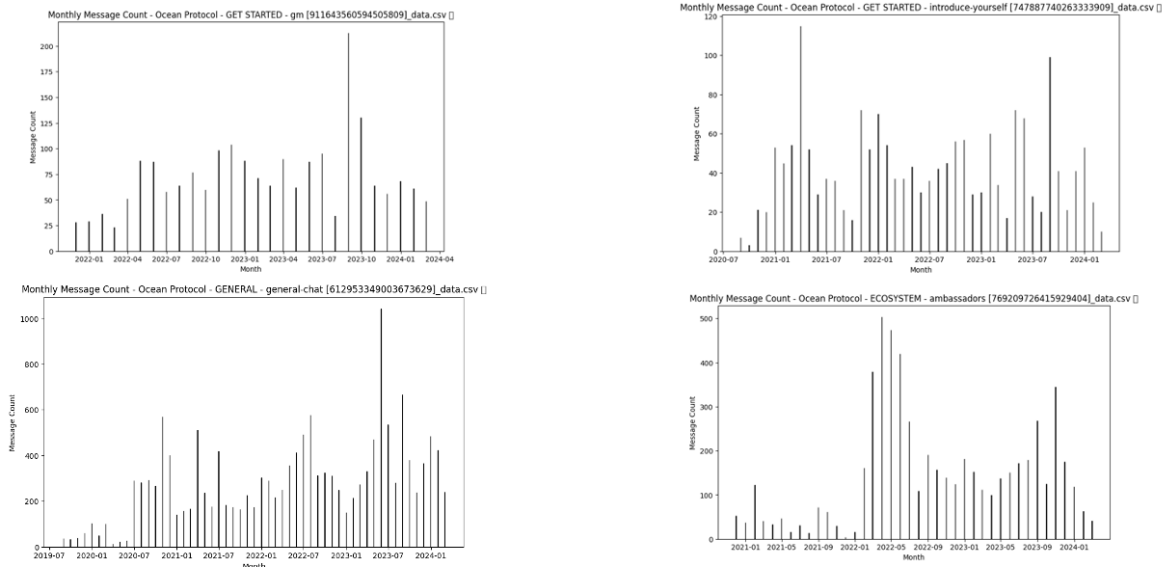 Monthly Message Count - Ocean Protocol - GET STARTED - gm [911643560594505809]_data.csv
Message Count
200
175
150
125
100
75
50
25
0
2022-01 2022-04 2022-07 2022-10 2023-01 2023-04 2023-07 2023-10 2024-01 2024-04
Month
Monthly Message Count - Ocean Protocol - GET STARTED - introduce-yourself [747887740263333909]_data.csv
Message Count
120
100
80
60
40
20
0
2020-07 2021-01 2021-07 2022-01 2022-07 2023-01 2023-07 2024-01
Month
Monthly Message Count - Ocean Protocol - GENERAL - general-chat [612953349003673629]_data.csv
Message Count
1000
800
600
400
200
0
2019-07 2020-01 2020-07 2021-01 2021-07 2022-01 2022-07 2023-01 2023-07 2024-01
Month
Monthly Message Count - Ocean Protocol - ECOSYSTEM - ambassadors [769209726415929404]_data.csv
Message Count
500
400
300
200
100
0
2021-01 2021-05 2021-09 2022-01 2022-05 2022-09 2023-01 2023-05 2023-09 2024-01
Month